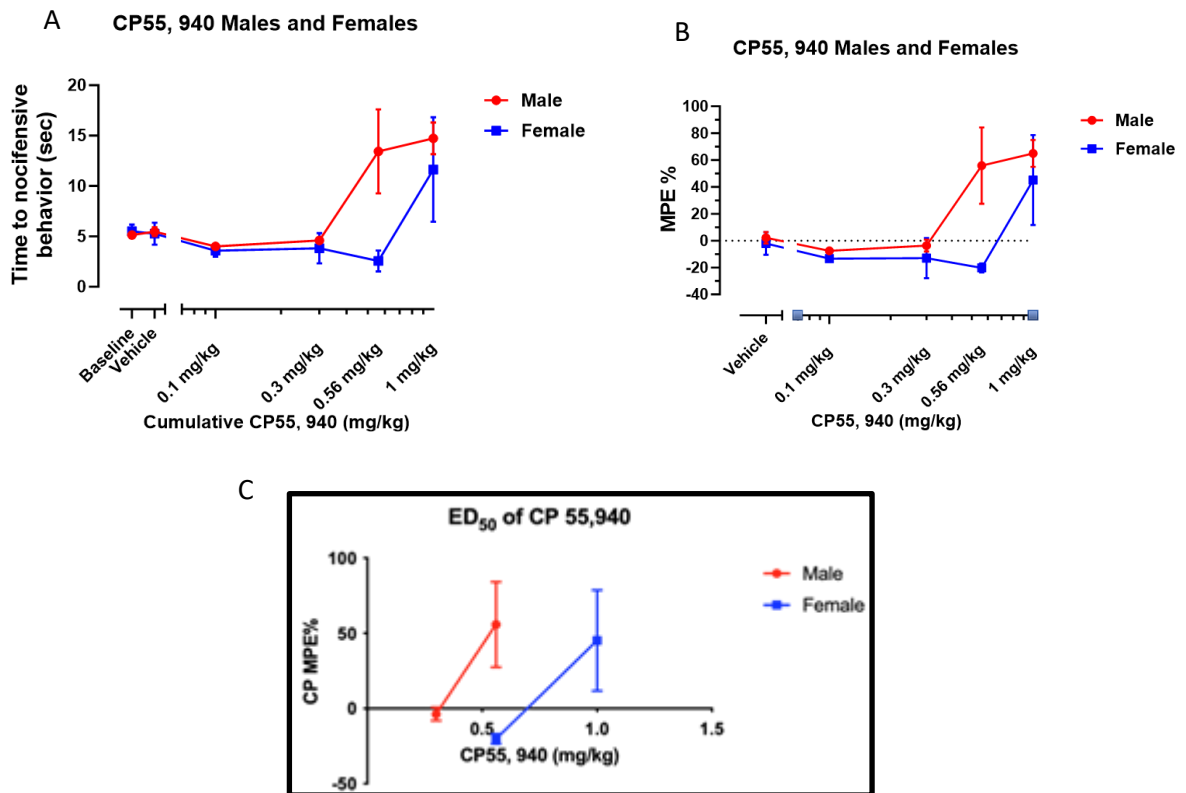 A
CP55, 940 Males and Females
Time to nocifensive
behavior (sec)
20
15
10
5
0
Male
Female
Baseline
Vehicle
0.1 mg/kg
0.3 mg/kg
0.56 mg/kg
1 mg/kg
Cumulative CP55, 940 (mg/kg)
B
CP55, 940 Males and Females
MPE %
100
80
60
40
20
0
-20
-40
Male
Female
Vehicle
0.1 mg/kg
0.3 mg/kg
0.56 mg/kg
1 mg/kg
CP55, 940 (mg/kg)
C
ED50 of CP 55,940
CP MPE%
100
50
0
-50
0.5
1.0
1.5
CP55, 940 (mg/kg)
Male
Female